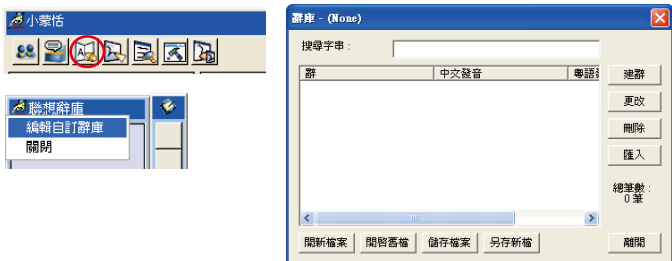 小蒙恬
聯想辭庫
編輯自訂辭庫
關閉
辭庫 - (None)
搜尋字串 :
辭 中文發音 粵語
建辭
更改
刪除
匯入
總筆數 :
0 筆
開新檔案 開啓舊檔 儲存檔案 另存新檔 離開